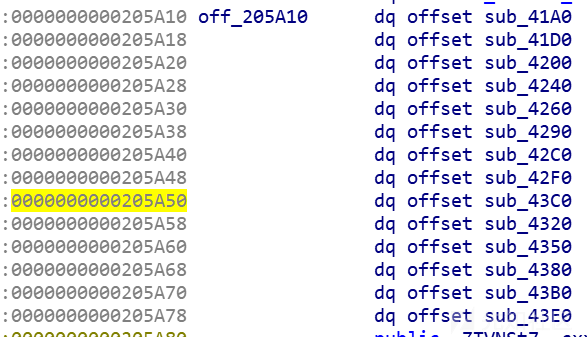 :0000000000205A10 off_205A10 dq offset sub_41A0
:0000000000205A18 dq offset sub_41D0
:0000000000205A20 dq offset sub_4200
:0000000000205A28 dq offset sub_4240
:0000000000205A30 dq offset sub_4260
:0000000000205A38 dq offset sub_4290
:0000000000205A40 dq offset sub_42C0
:0000000000205A48 dq offset sub_42F0
:0000000000205A50 dq offset sub_43C0
:0000000000205A58 dq offset sub_4320
:0000000000205A60 dq offset sub_4350
:0000000000205A68 dq offset sub_4380
:0000000000205A70 dq offset sub_43B0
:0000000000205A78 dq offset sub_43E0
:0000000000205A80 public